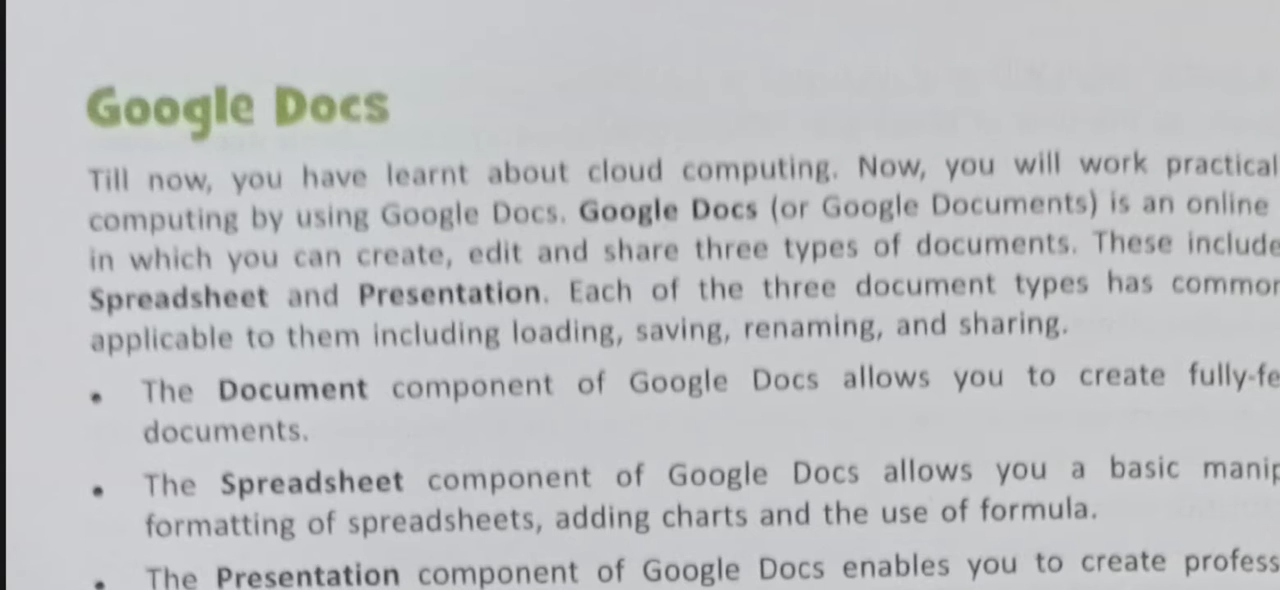 Google Docs
Till now, you have learnt about cloud computing. Now, you will work practical
computing by using Google Docs. Google Docs (or Google Documents) is an online
in which you can create, edit and share three types of documents. These include
Spreadsheet and Presentation. Each of the three document types has common
applicable to them including loading, saving, renaming, and sharing.
• The Document component of Google Docs allows you to create fully-fe
documents.
• The Spreadsheet component of Google Docs allows you a basic manip
formatting of spreadsheets, adding charts and the use of formula.
• The Presentation component of Google Docs enables you to create profess